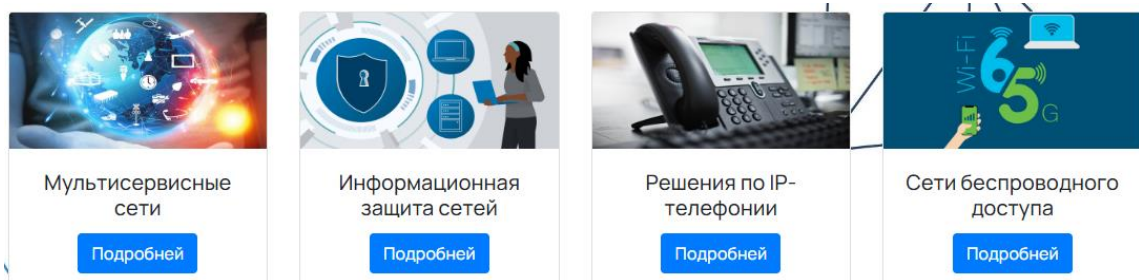 Wi-Fi 6
5G
Мультисервисные
сети
Подробней
Информационная
защита сетей
Подробней
Решения по IP-
телефонии
Подробней
Сети беспроводного
доступа
Подробней